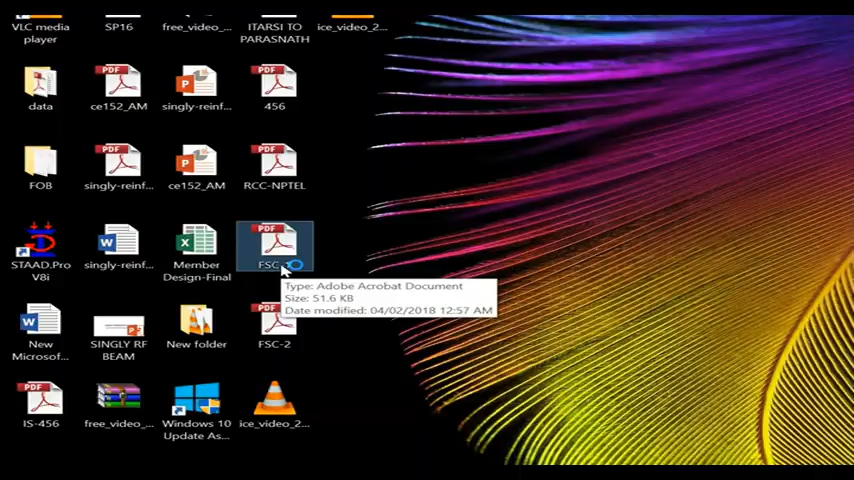 VLC media
player
SP16
free_video_...
ITARSI TO
PARASNATH
ice_video_2...
data
ce152_AM
singly-reinf...
456
FOB
singly-reinf...
ce152_AM
RCC-NPTEL
STAAD.Pro
V8i
singly-reinf...
Member
Design-Final
FSC
Type: Adobe Acrobat Document
Size: 51.6 KB
Date modified: 04/02/2018 12:57 AM
New
Microsof...
SINGLY RF
BEAM
New folder
FSC-2
IS-456
free_video_...
Windows 10
Update As...
ice_video_2...
PDF
PDF
PDF
PDF
PDF
PDF
PDF